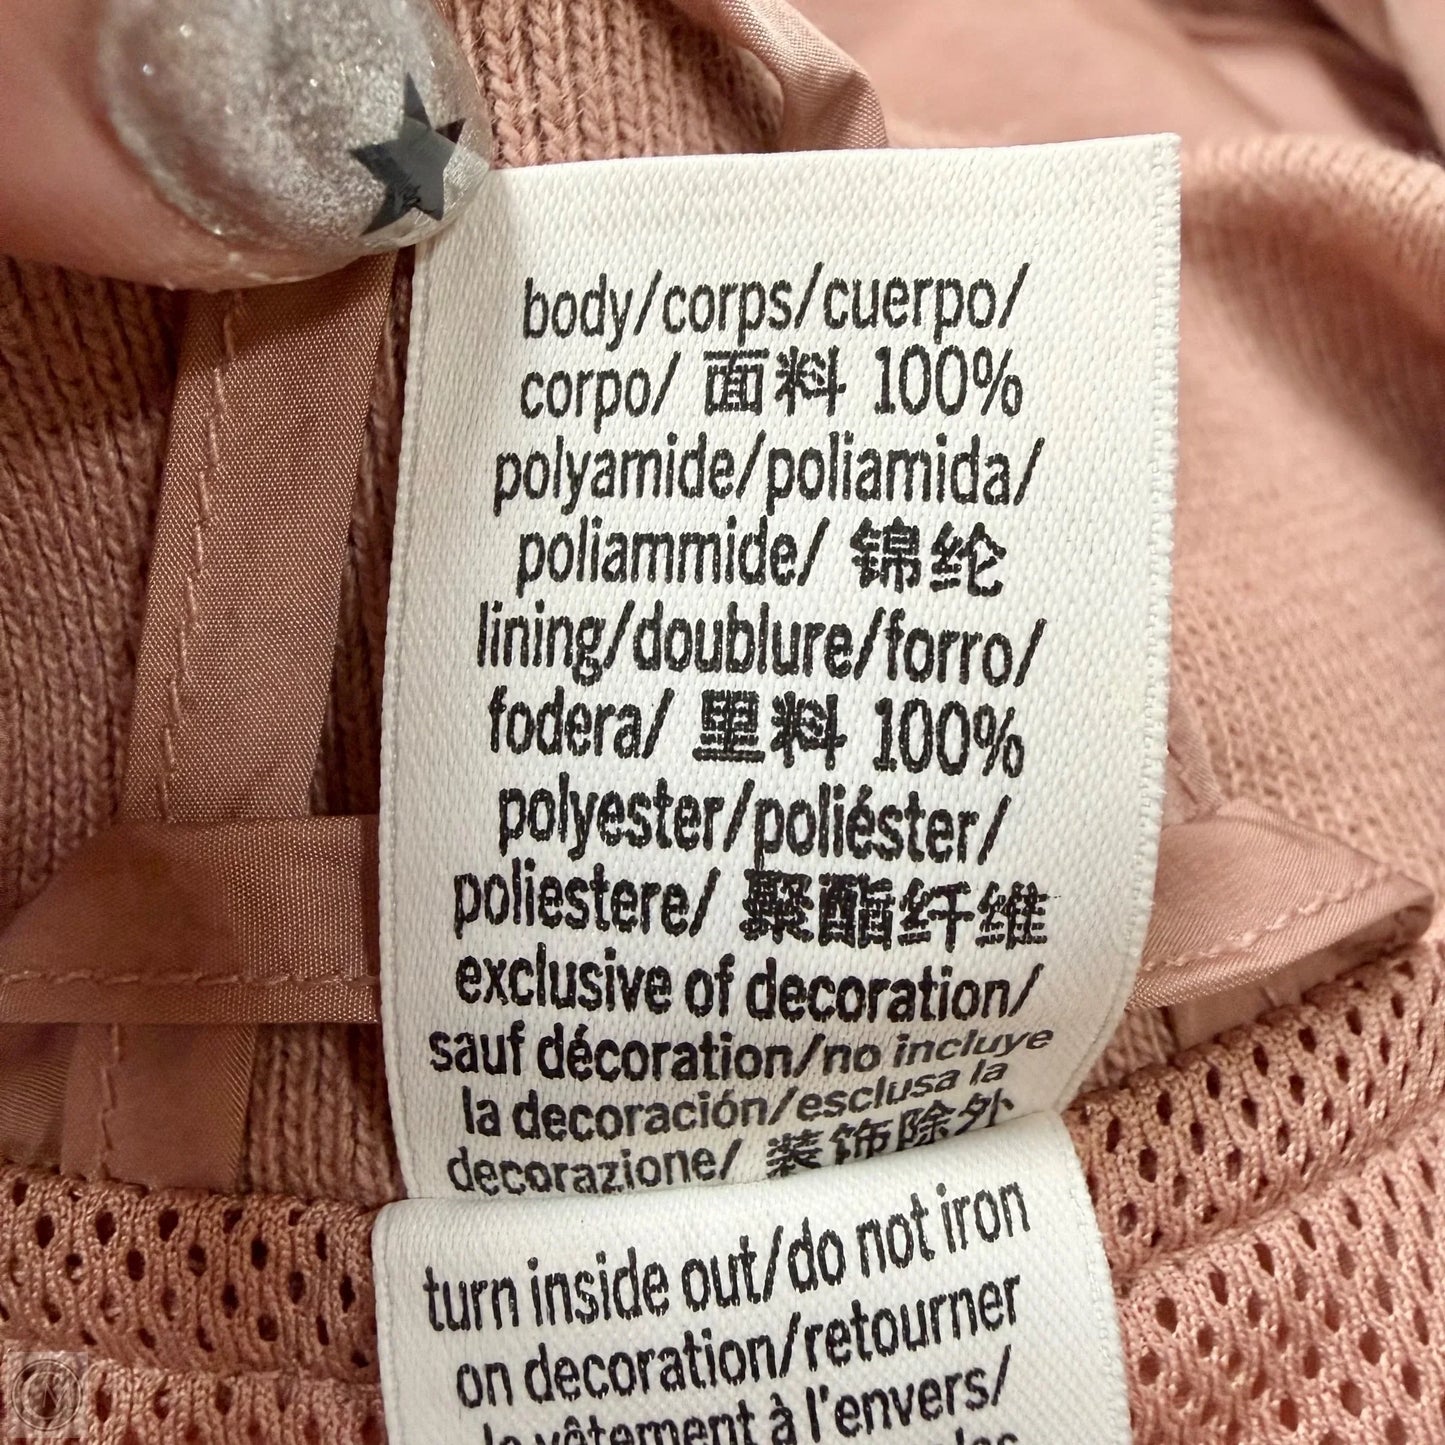 body/corps/cuerpo/
corpo/ 面料 100%
polyamide/poliamida/
poliammide/ 锦纶
lining/doublure/forro/
fodera/ 里料 100%
polyester/poliéster/
poliestere/ 聚酯纤维
exclusive of decoration/
sauf décoration/no incluye
la decoración/esclusa la
decorazione/ 装饰除外
turn inside out/do not iron
on decoration/retourner
le vêtement à l'envers/